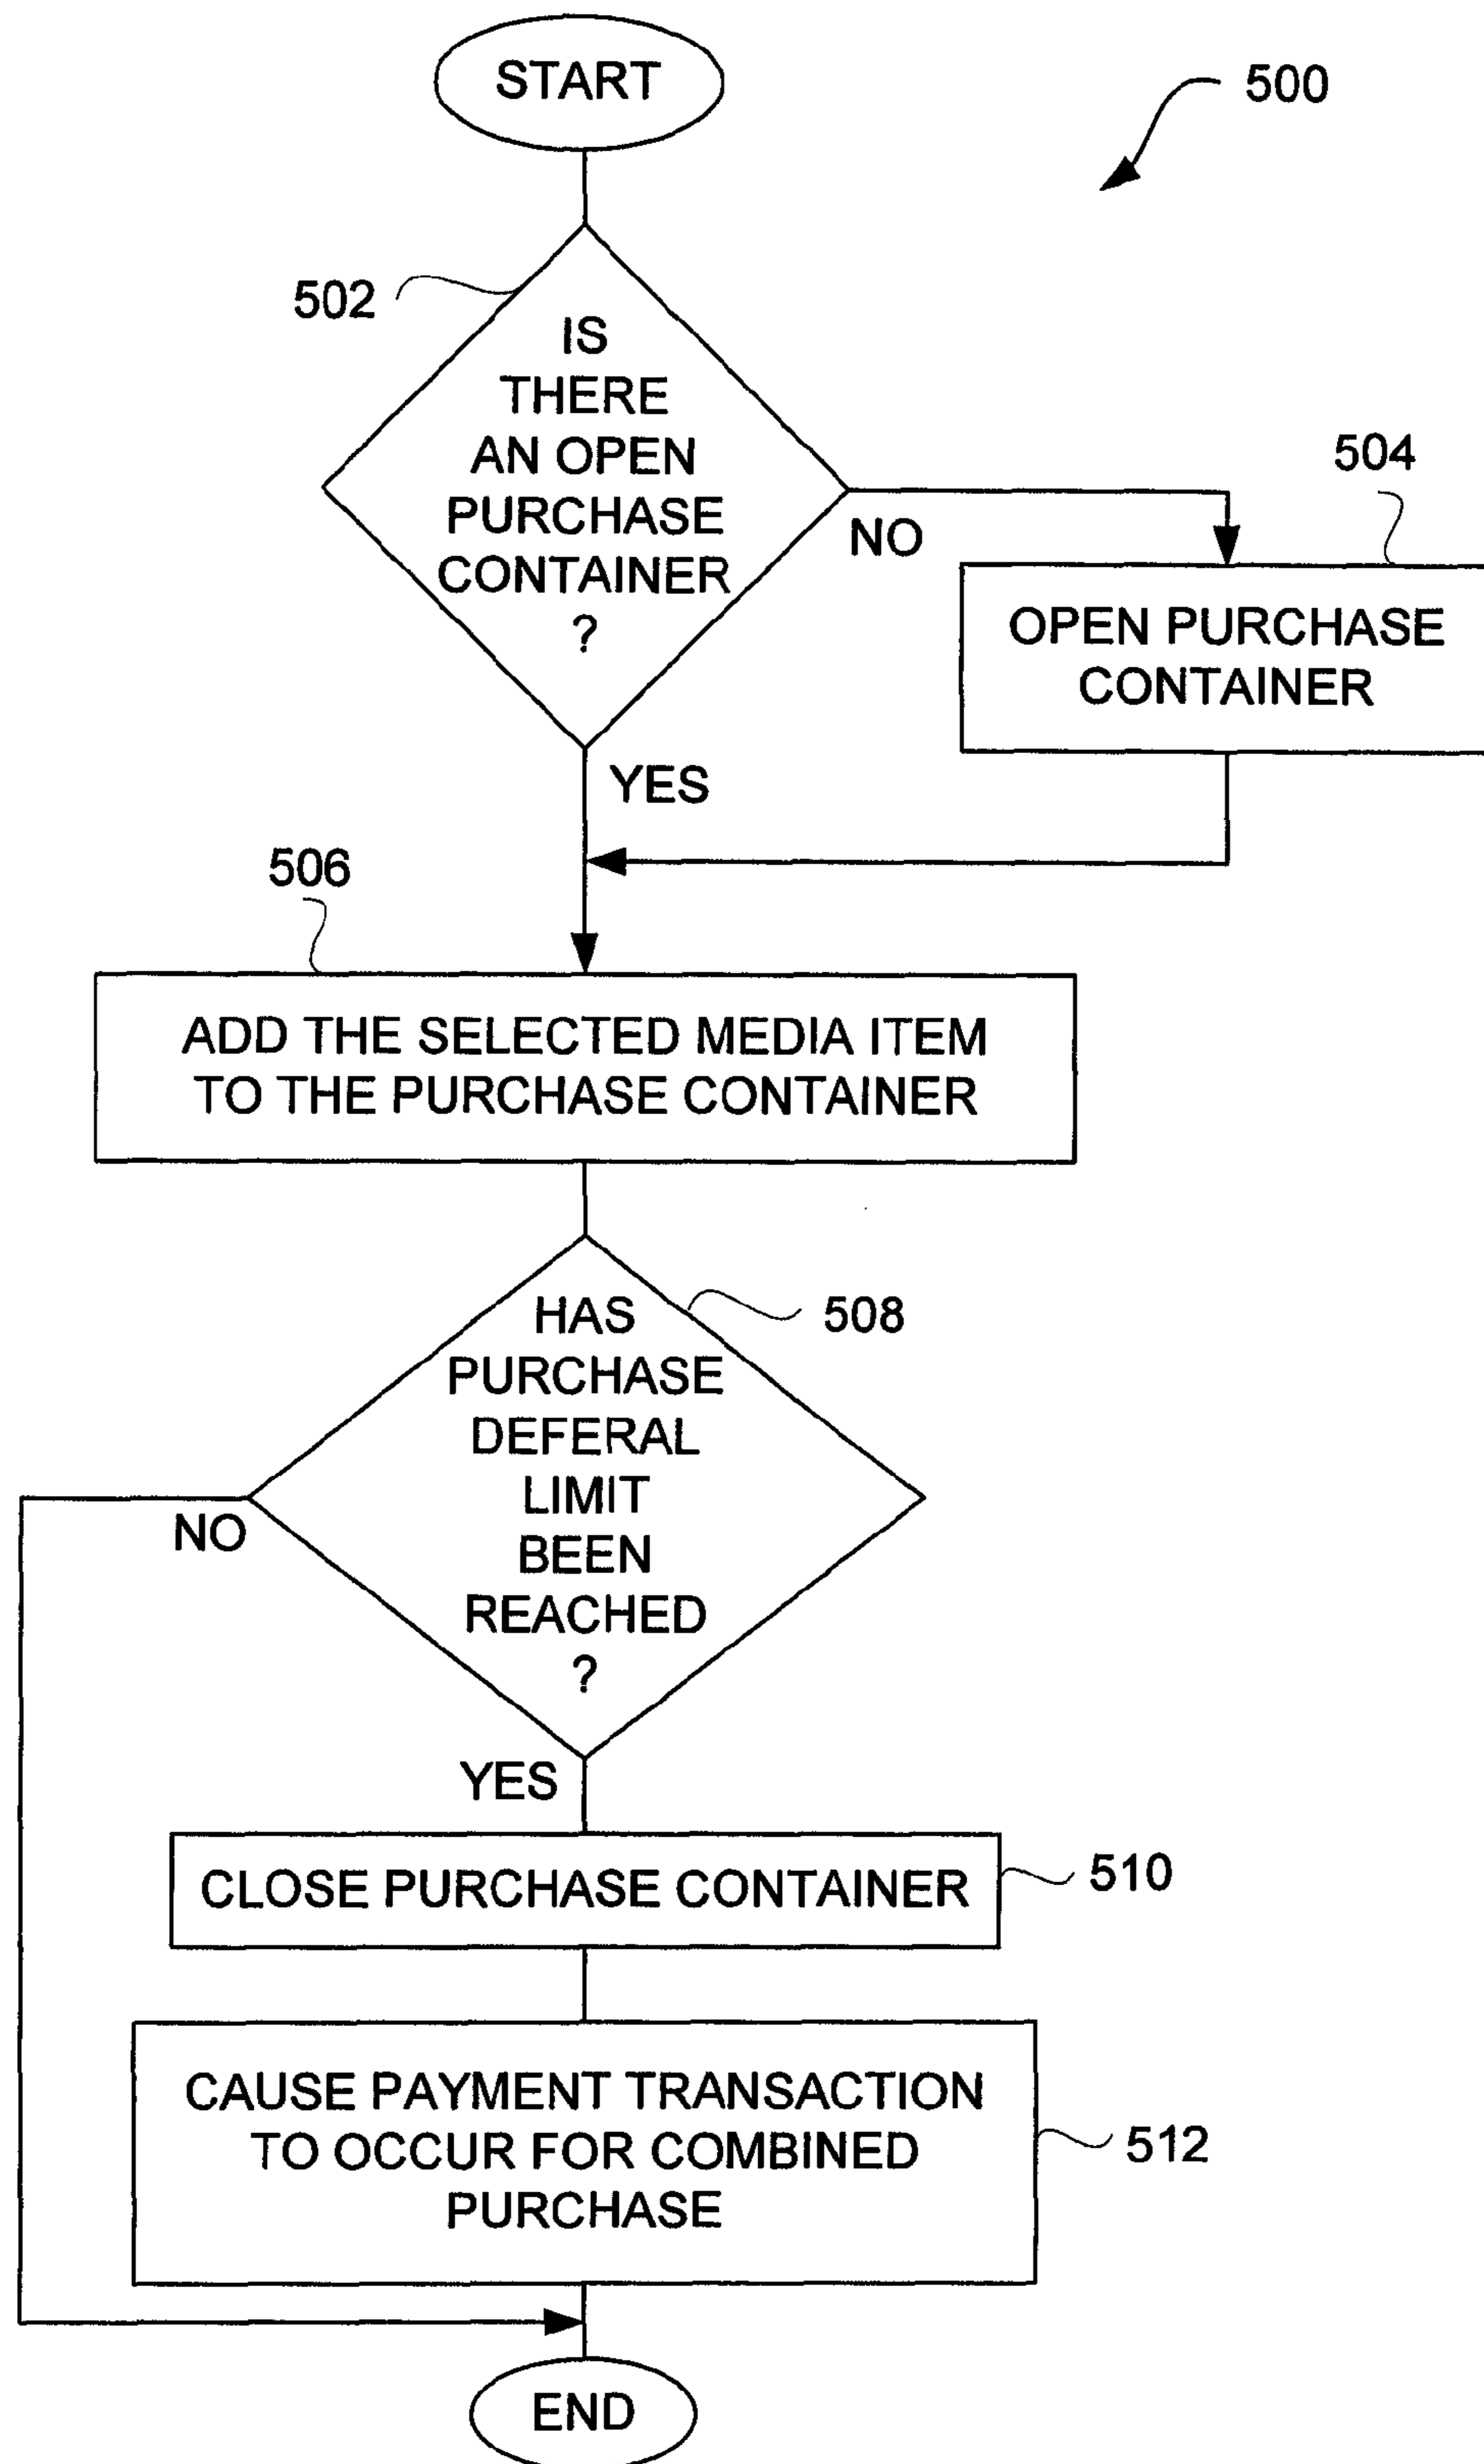 START
500
502
IS
THERE
AN OPEN
PURCHASE
CONTAINER
?
NO
504
OPEN PURCHASE
CONTAINER
YES
506
ADD THE SELECTED MEDIA ITEM
TO THE PURCHASE CONTAINER
HAS
PURCHASE
DEFERAL
LIMIT
BEEN
REACHED
?
508
NO
YES
CLOSE PURCHASE CONTAINER
510
CAUSE PAYMENT TRANSACTION
TO OCCUR FOR COMBINED
PURCHASE
512
END